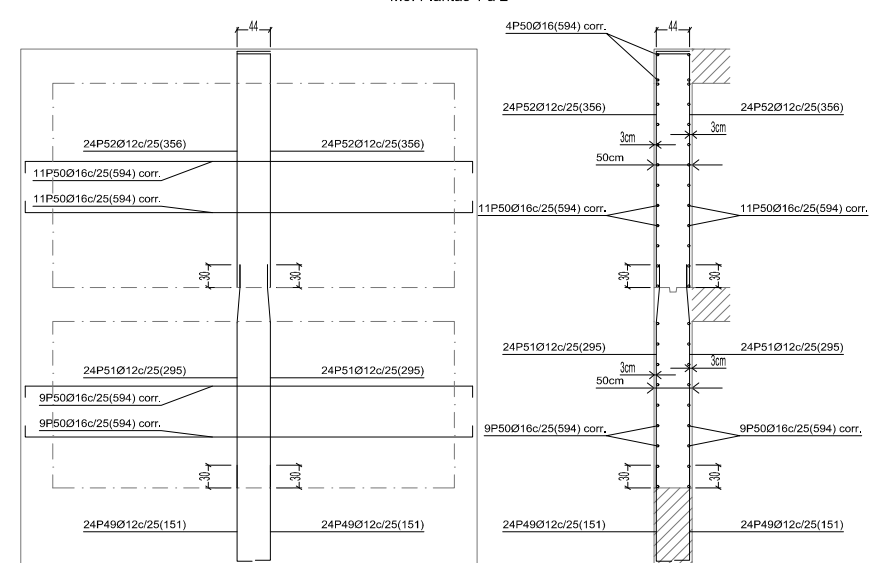 44
24P52Ø12c/25(356) 24P52Ø12c/25(356)
11P50Ø16c/25(594) corr.
11P50Ø16c/25(594) corr.
30 30
24P51Ø12c/25(295) 24P51Ø12c/25(295)
9P50Ø16c/25(594) corr.
9P50Ø16c/25(594) corr.
30 30
24P49Ø12c/25(151) 24P49Ø12c/25(151)
4P50Ø16(594) corr.
44
24P52Ø12c/25(356) 24P52Ø12c/25(356)
3cm 3cm
50cm
11P50Ø16c/25(594) corr. 11P50Ø16c/25(594) corr.
30 30
24P51Ø12c/25(295) 24P51Ø12c/25(295)
3cm 3cm
50cm
9P50Ø16c/25(594) corr. 9P50Ø16c/25(594) corr.
30 30
24P49Ø12c/25(151) 24P49Ø12c/25(151)